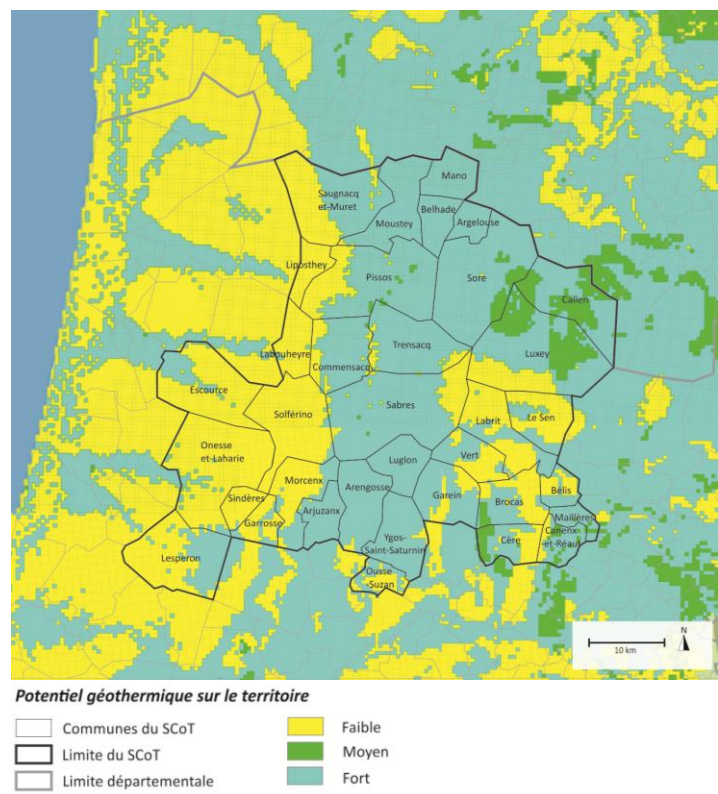 Mano
Saugnacq
et-Muret
Belhade
Moustey
Argelouse
Liposthey
Pissos
Sore
Callen
Labouheyre
Commensacq
Trensacq
Luxey
Escource
Solférino
Sabres
Labrit
Le Sen
Onesse
et-Laharie
Luglon
Vert
Morcenx
Arengosse
Sindères
Garein
Brocas
Bélis
Garrosse
Arjuzanx
Maillères
Canenx
-et-Réaut
Lesperon
Ygos-
Saint-Saturnin
Cère
Ousse
-Suzan
N
10 km
Potentiel géothermique sur le territoire
Communes du SCoT
Faible
Limite du SCoT
Moyen
Limite départementale
Fort